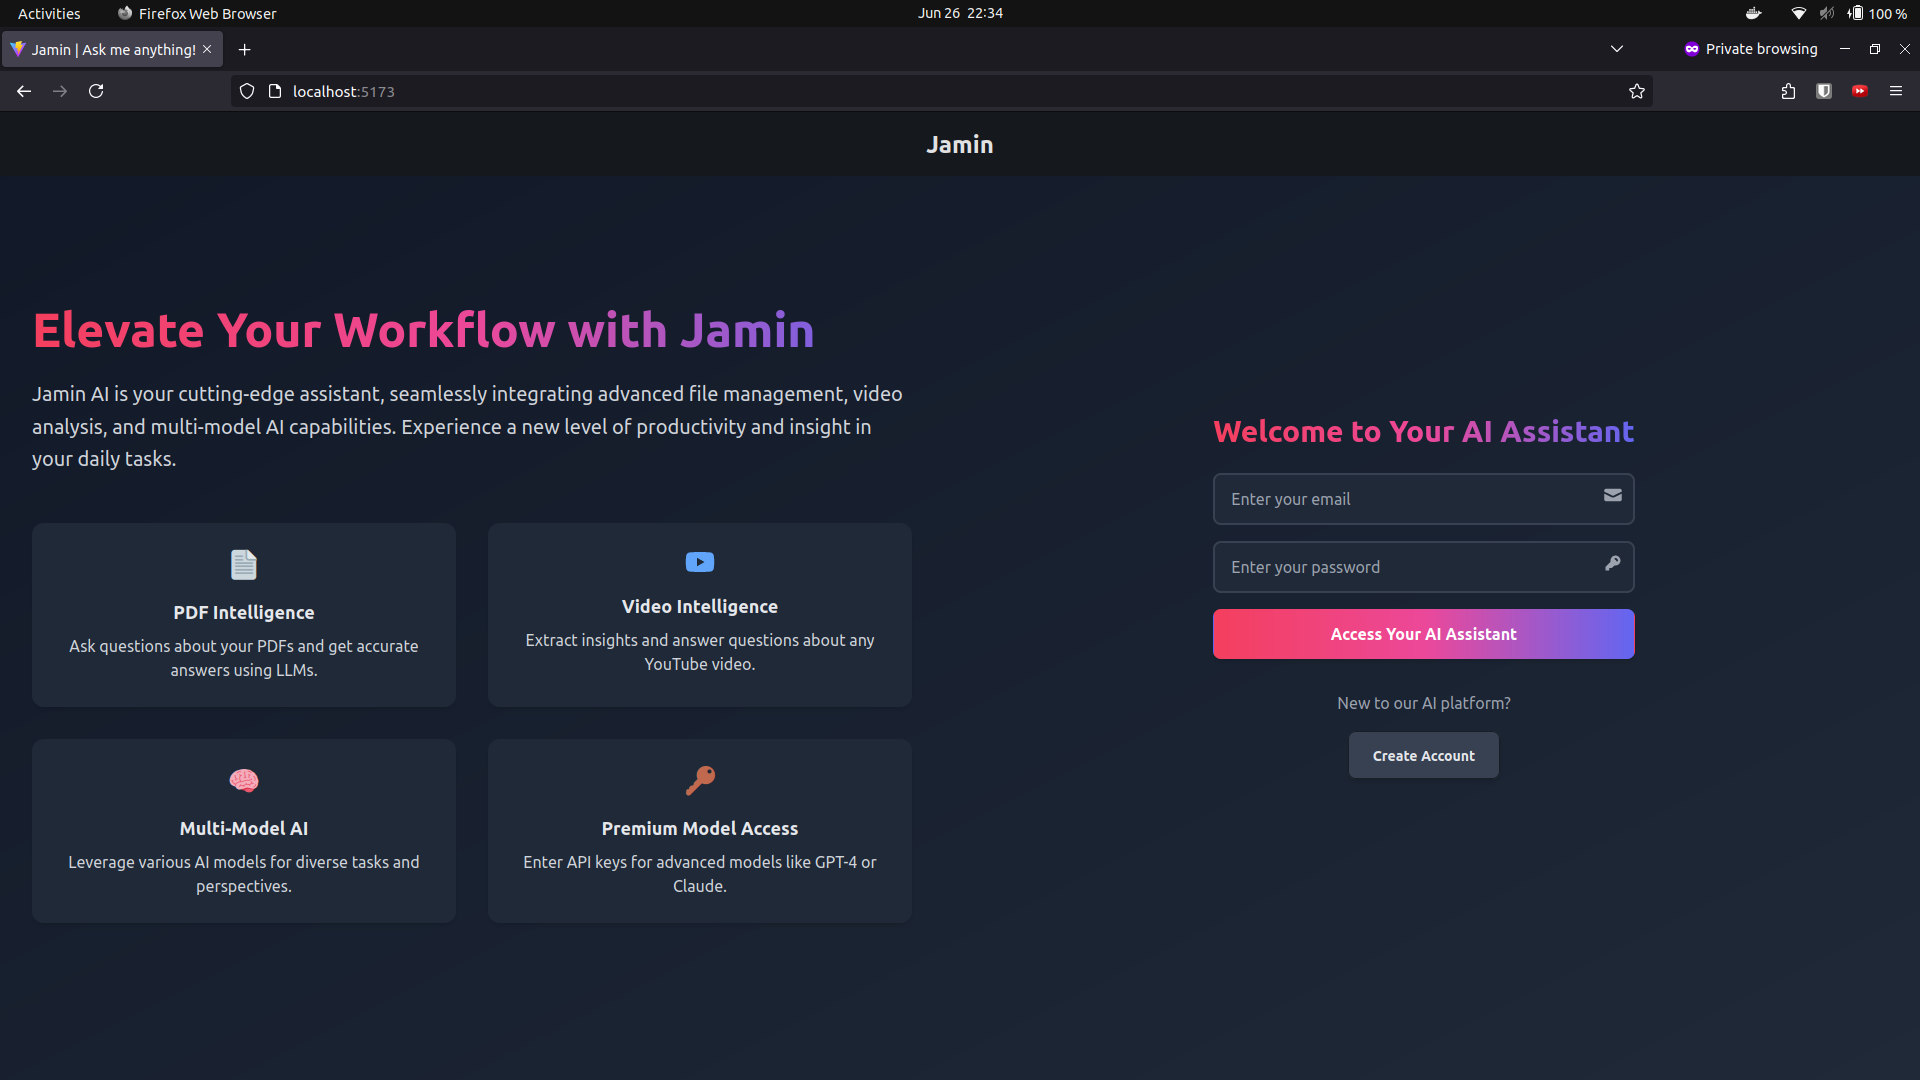 Activities
Firefox Web Browser
Jun 26 22:34
100 %
Jamin | Ask me anything!
Private browsing
localhost:5173
Jamin
Elevate Your Workflow with Jamin
Jamin AI is your cutting-edge assistant, seamlessly integrating advanced file management, video
analysis, and multi-model AI capabilities. Experience a new level of productivity and insight in
your daily tasks.
PDF Intelligence
Ask questions about your PDFs and get accurate
answers using LLMs.
Video Intelligence
Extract insights and answer questions about any
YouTube video.
Multi-Model AI
Leverage various AI models for diverse tasks and
perspectives.
Premium Model Access
Enter API keys for advanced models like GPT-4 or
Claude.
Welcome to Your AI Assistant
Enter your email
Enter your password
Access Your AI Assistant
New to our AI platform?
Create Account